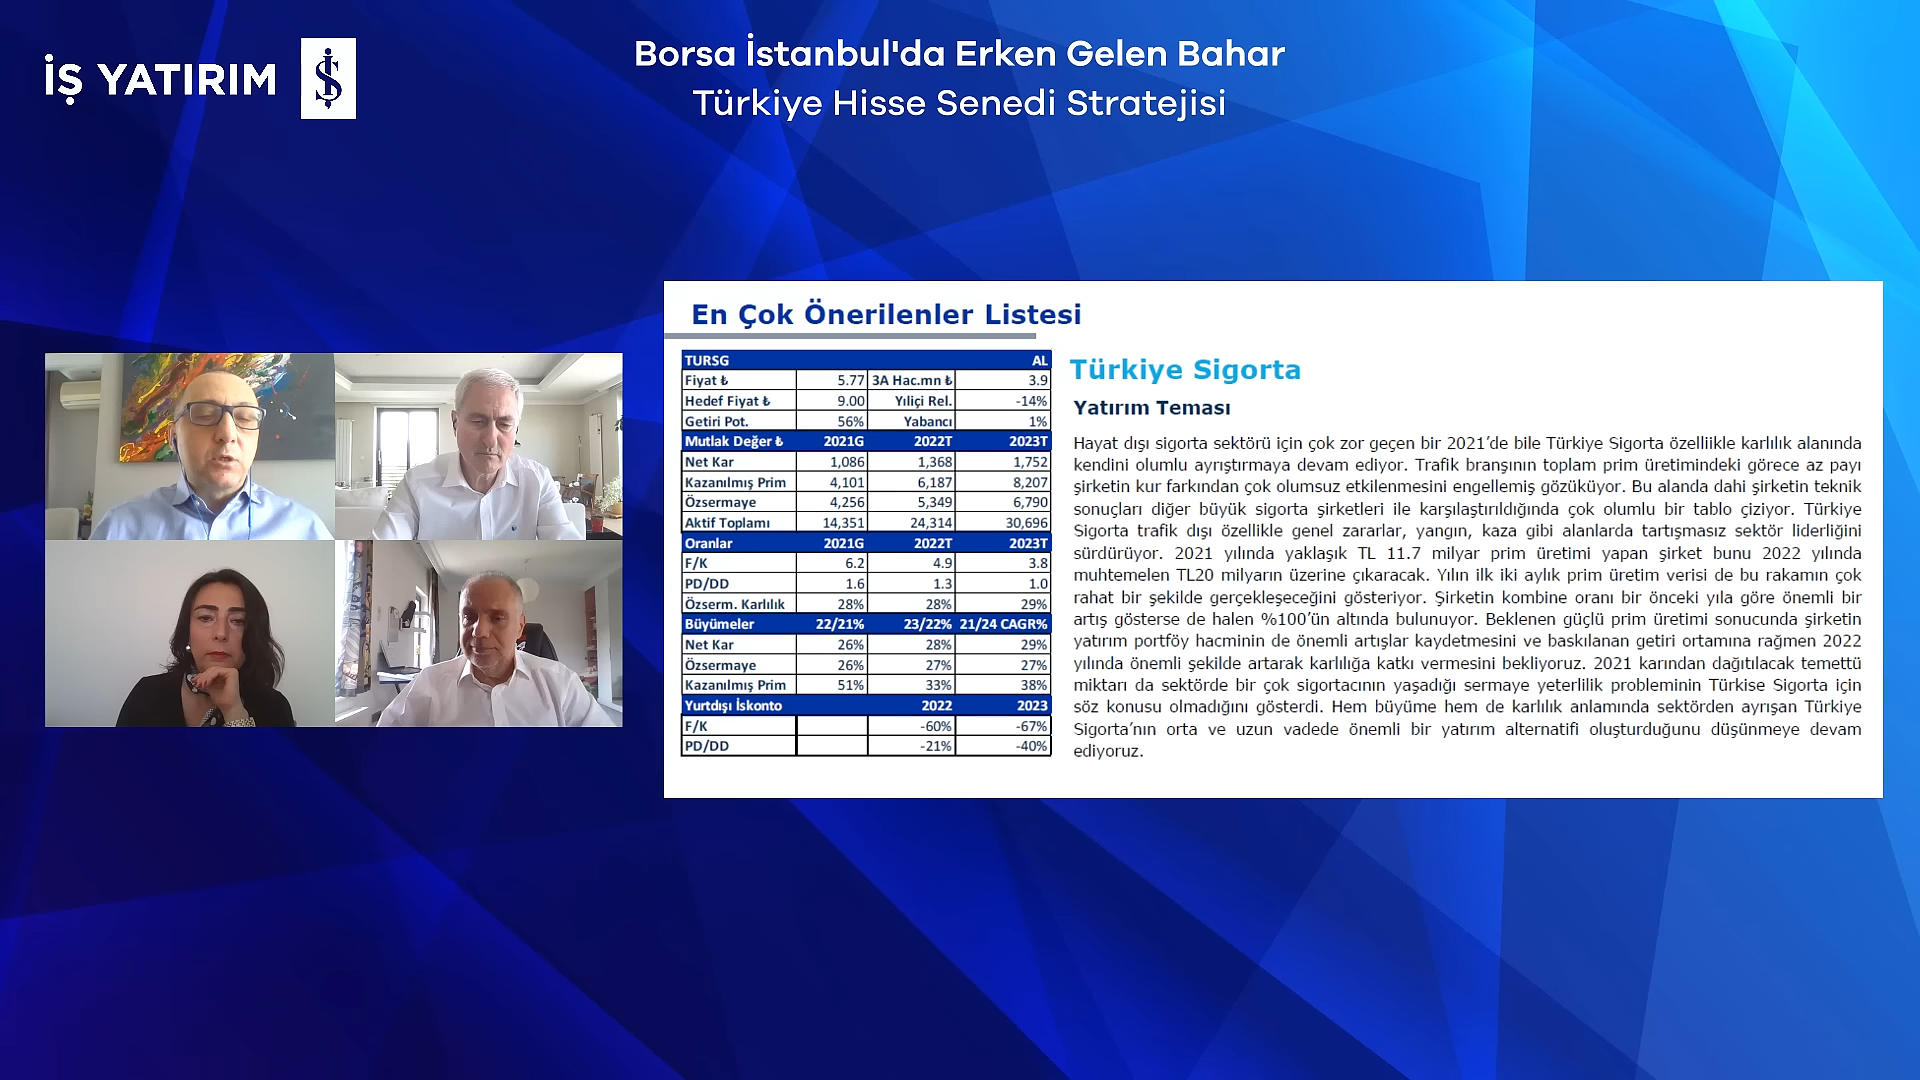 İŞ YATIRIM
Borsa İstanbul'da Erken Gelen Bahar
Türkiye Hisse Senedi Stratejisi
En Çok Önerilenler Listesi
TURSG AL
Fiyat ₺ 5.77 3A Hac.mn ₺ 3.9
Hedef Fiyat ₺ 9.00 Yıliçi Rel. -14%
Getiri Pot. 56% Yabancı 1%
Mutlak Değer ₺ 2021G 2022T 2023T
Net Kar 1,086 1,368 1,752
Kazanılmış Prim 4,101 6,187 8,207
Özsermaye 4,256 5,349 6,790
Aktif Toplamı 14,351 24,314 30,696
Oranlar 2021G 2022T 2023T
F/K 6.2 4.9 3.8
PD/DD 1.6 1.3 1.0
Özserm. Karlılık 28% 28% 29%
Büyümeler 22/21% 23/22% 21/24 CAGR%
Net Kar 26% 28% 29%
Özsermaye 26% 27% 27%
Kazanılmış Prim 51% 33% 38%
Yurtdışı İskonto 2022 2023
F/K -60% -67%
PD/DD -21% -40%
Türkiye Sigorta
Yatırım Teması
Hayat dışı sigorta sektörü için çok zor geçen bir 2021’de bile Türkiye Sigorta özelliikle karlılık alanında
kendini olumlu ayrıştırmaya devam ediyor. Trafik branşının toplam prim üretimindeki görece az payı
şirketin kur farkından çok olumsuz etkilenmesini engellemiş gözüküyor. Bu alanda dahi şirketin teknik
sonuçları diğer büyük sigorta şirketleri ile karşılaştırıldığında çok olumlu bir tablo çiziyor. Türkiye
Sigorta trafik dışı özellikle genel zararlar, yangın, kaza gibi alanlarda tartışmasız sektör liderliğini
sürdürüyor. 2021 yılında yaklaşık TL 11.7 milyar prim üretimi yapan şirket bunu 2022 yılında
muhtemelen TL20 milyarın üzerine çıkaracak. Yılın ilk iki aylık prim üretim verisi de bu rakamın çok
rahat bir şekilde gerçekleşeceğini gösteriyor. Şirketin kombine oranı bir önceki yıla göre önemli bir
artış gösterse de halen %100’ün altında bulunuyor. Beklenen güçlü prim üretimi sonucunda şirketin
yatırım portföy hacminin de önemli artışlar kaydetmesini ve baskılanan getiri ortamına rağmen 2022
yılında önemli şekilde artarak karlılığa katkı vermesini bekliyoruz. 2021 karından dağıtılacak temettü
miktarı da sektörde bir çok sigortacının yaşadığı sermaye yeterlilik probleminin Türkise Sigorta için
söz konusu olmadığını gösterdi. Hem büyüme hem de karlılık anlamında sektörden ayrışan Türkiye
Sigorta’nın orta ve uzun vadede önemli bir yatırım alternatifi oluşturduğunu düşünmeye devam
ediyoruz.